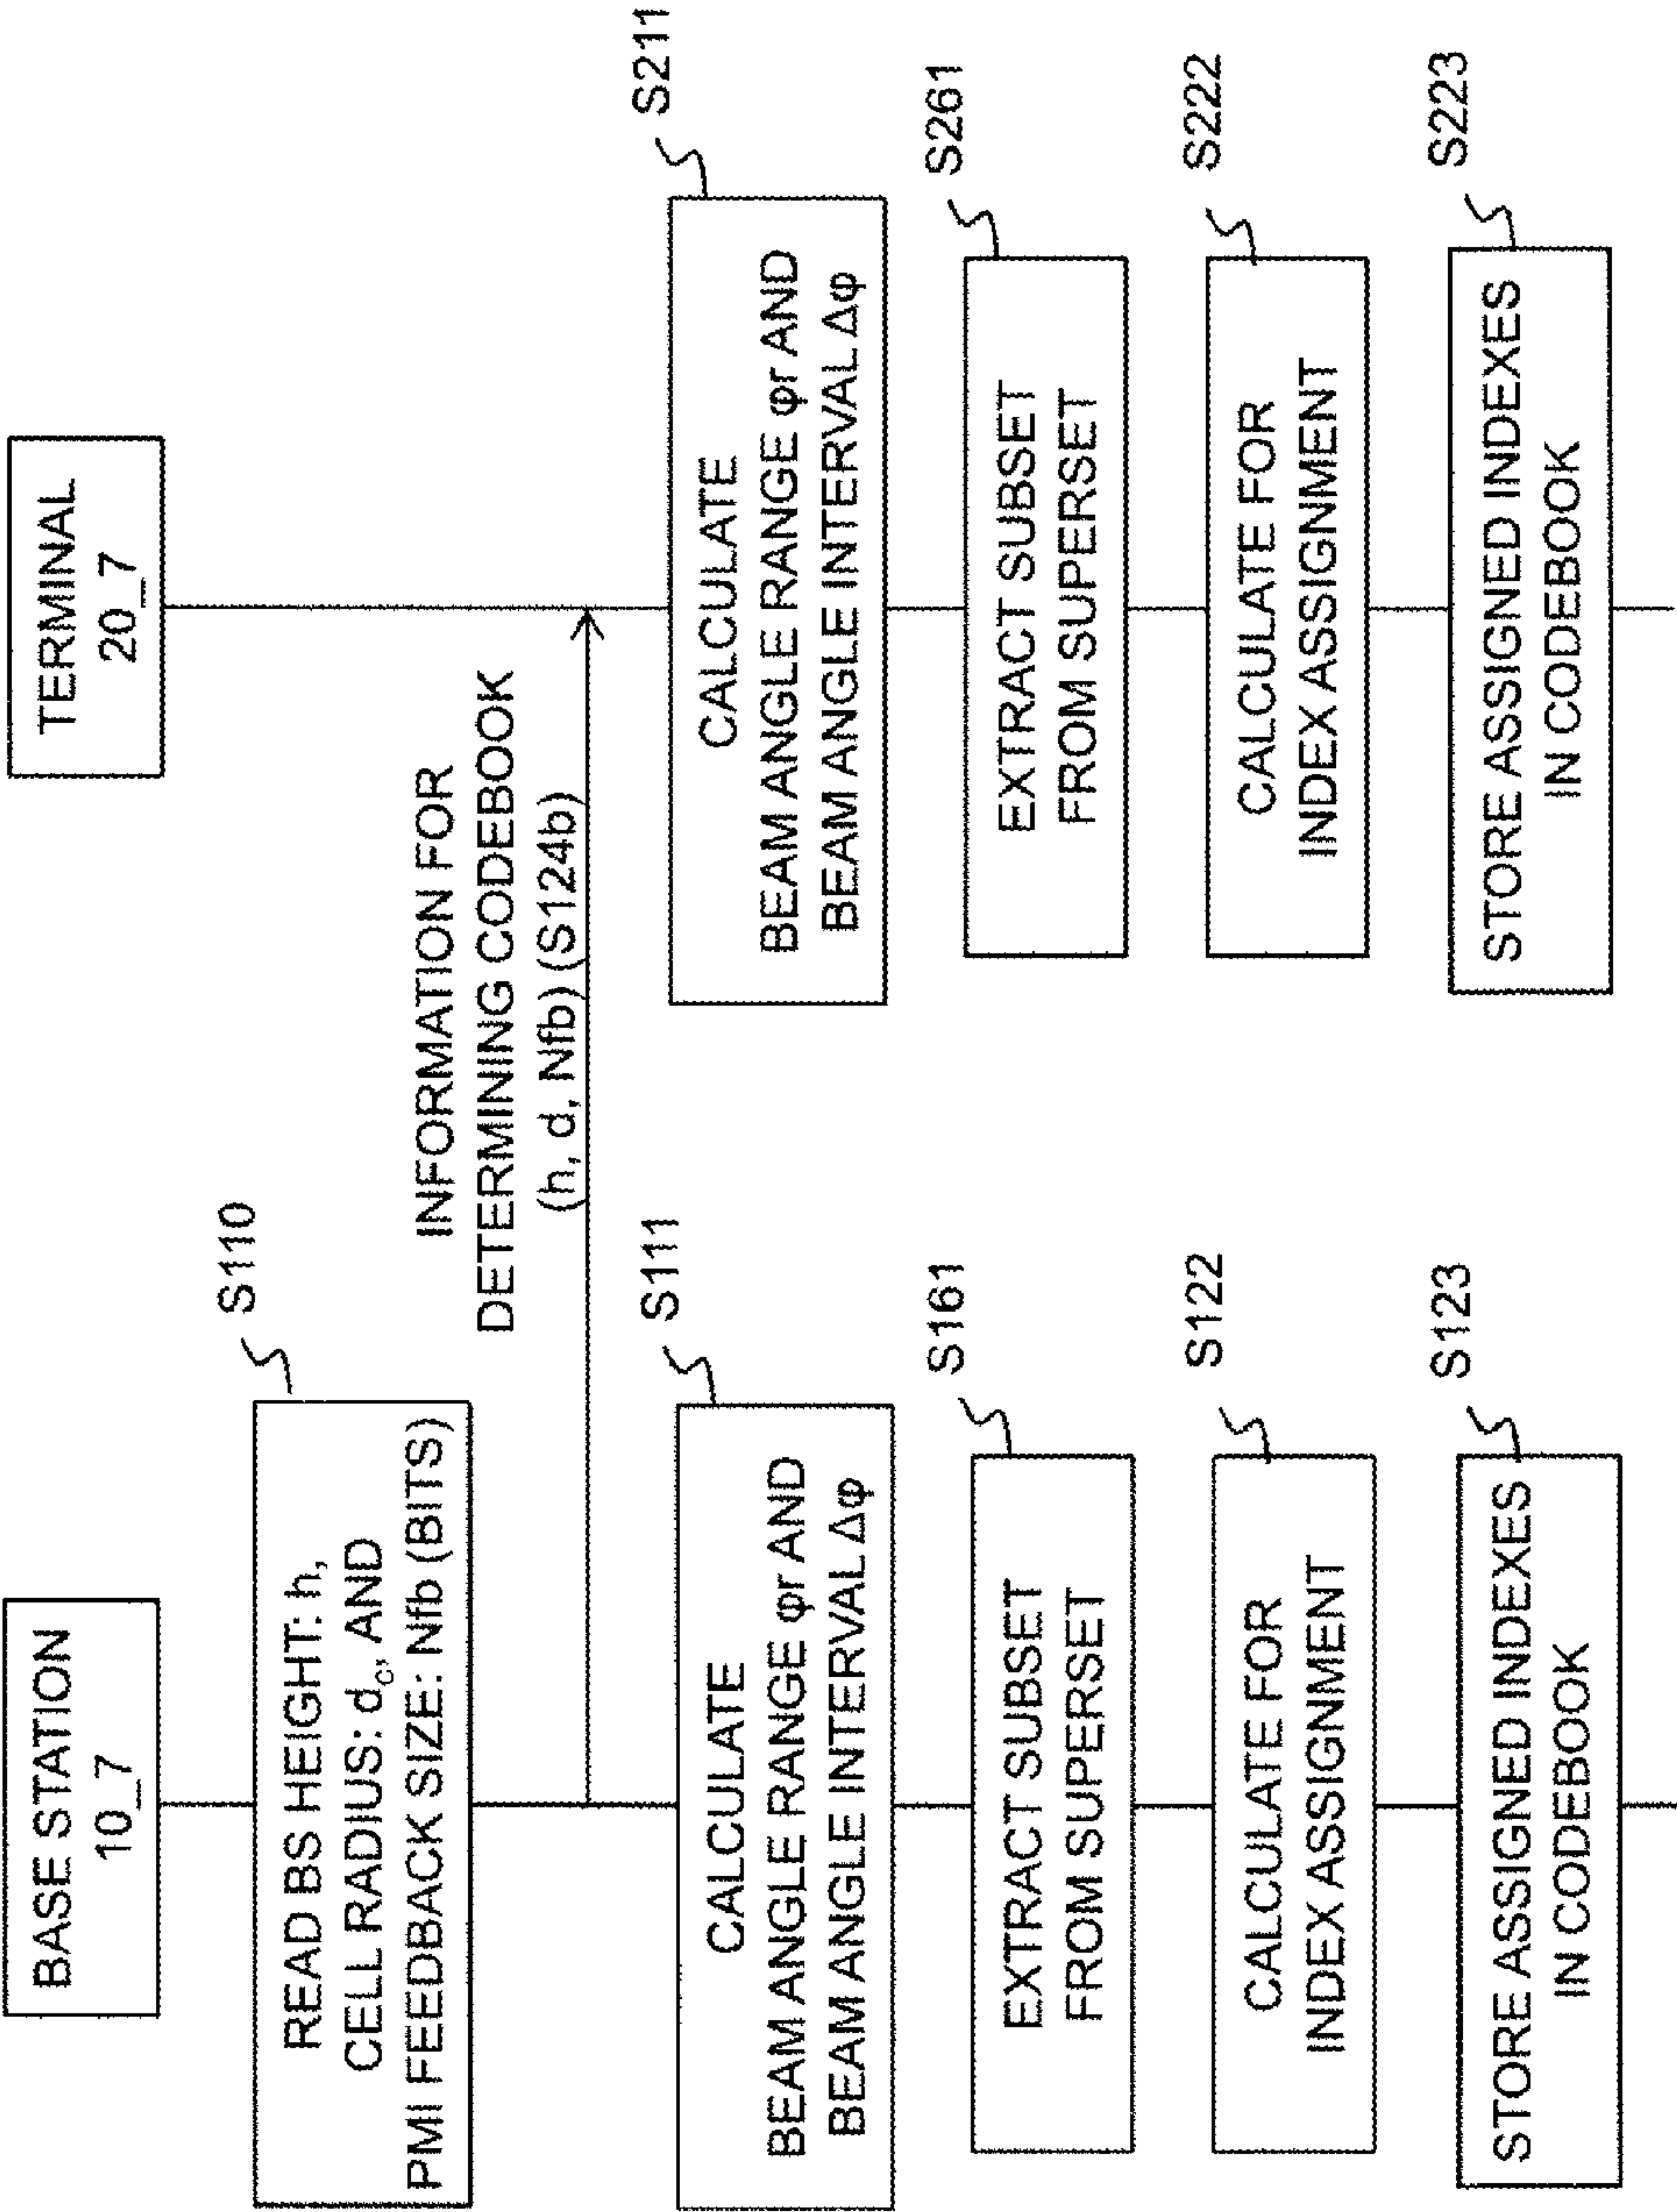 BASE STATION
10_7
TERMINAL
20_7
S110
READ BS HEIGHT: h,
CELL RADIUS: dc, AND
PMI FEEDBACK SIZE: Nfb (BITS)
INFORMATION FOR
DETERMINING CODEBOOK
(h, d, Nfb) (S124b)
S111
CALCULATE
BEAM ANGLE RANGE φr AND
BEAM ANGLE INTERVAL Δφ
S211
CALCULATE
BEAM ANGLE RANGE φr AND
BEAM ANGLE INTERVAL Δφ
S161
EXTRACT SUBSET
FROM SUPERSET
S261
EXTRACT SUBSET
FROM SUPERSET
S122
CALCULATE FOR
INDEX ASSIGNMENT
S222
CALCULATE FOR
INDEX ASSIGNMENT
S123
STORE ASSIGNED INDEXES
IN CODEBOOK
S223
STORE ASSIGNED INDEXES
IN CODEBOOK